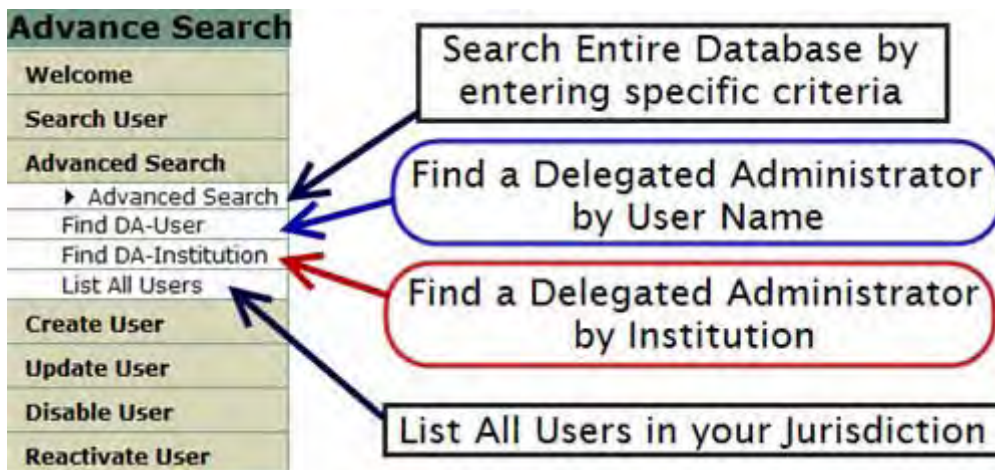 Advance Search
Welcome
Search User
Advanced Search
Advanced Search
Find DA-User
Find DA-Institution
List All Users
Create User
Update User
Disable User
Reactivate User
Search Entire Database by
entering specific criteria
Find a Delegated Administrator
by User Name
Find a Delegated Administrator
by Institution
List All Users in your Jurisdiction